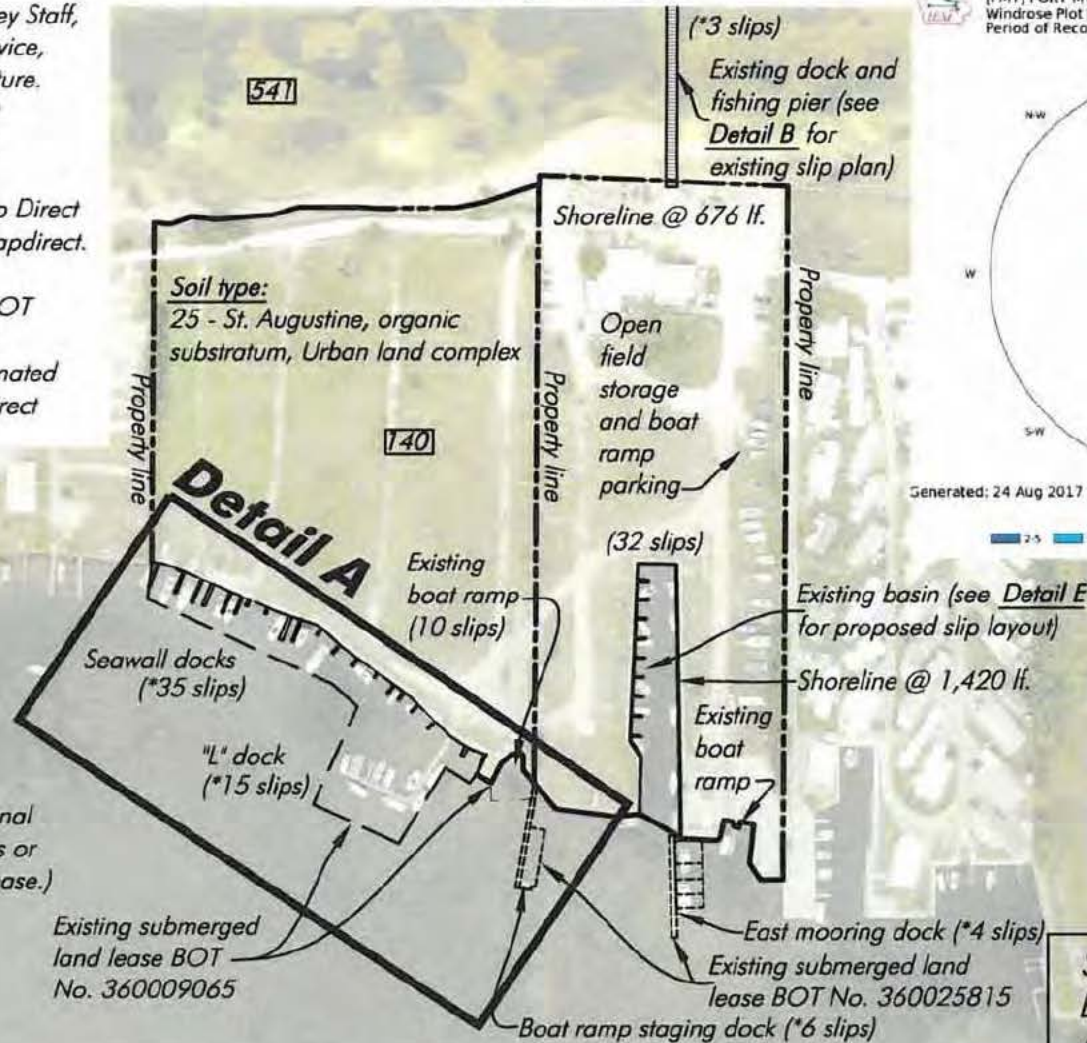 ey Staff,
vice,
ture.
o Direct
apdirect.
OT
nated
rect
541
(*3 slips)
Existing dock and
fishing pier (see
Detail B for
existing slip plan)
Windrose Plot
Period of Reco
N-W
W
S-W
Generated: 24 Aug 2017
2-5
Shoreline @ 676 lf.
Soil type:
25 - St. Augustine, organic
substratum, Urban land complex
Property line
Property line
Property line
Open
field
storage
and boat
ramp
parking
140
Detail A
(32 slips)
Existing
boat ramp
(10 slips)
Existing basin (see Detail E
for proposed slip layout)
Seawall docks
(*35 slips)
Shoreline @ 1,420 lf.
Existing
boat
ramp
"L" dock
(*15 slips)
nal
s or
ase.)
Existing submerged
land lease BOT
No. 360009065
East mooring dock (*4 slips)
Existing submerged land
lease BOT No. 360025815
Boat ramp staging dock (*6 slips)